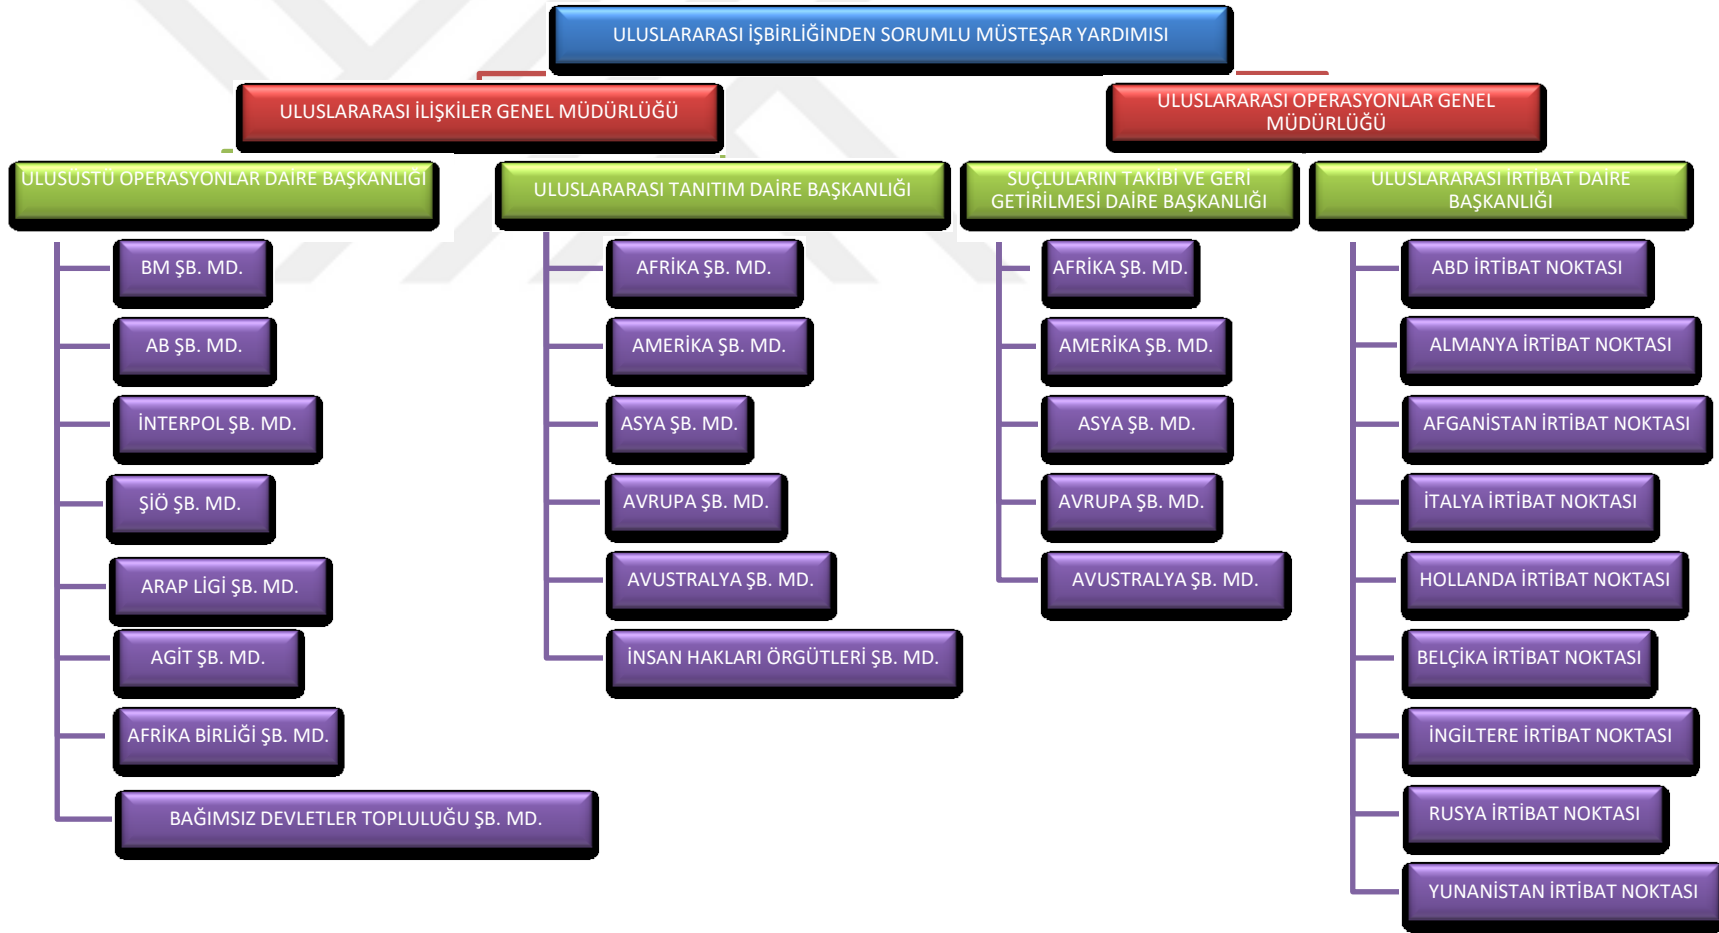 ULUSLARARASI İŞBİRLİĞİNDEN SORUMLU MÜSTEŞAR YARDIMISI
ULUSLARARASI İLİŞKİLER GENEL MÜDÜRLÜĞÜ
ULUSLARARASI OPERASYONLAR GENEL
MÜDÜRLÜĞÜ
ULUSÜSTÜ OPERASYONLAR DAİRE BAŞKANLIĞI
ULUSLARARASI TANITIM DAİRE BAŞKANLIĞI
SUÇLULARIN TAKİBİ VE GERİ
GETİRİLMESİ DAİRE BAŞKANLIĞI
ULUSLARARASI İRTİBAT DAİRE
BAŞKANLIĞI
BM ŞB. MD.
AB ŞB. MD.
İNTERPOL ŞB. MD.
ŞİÖ ŞB. MD.
ARAP LİGİ ŞB. MD.
AGİT ŞB. MD.
AFRİKA BİRLİĞİ ŞB. MD.
BAĞIMSIZ DEVLETLER TOPLULUĞU ŞB. MD.
AFRİKA ŞB. MD.
AMERİKA ŞB. MD.
ASYA ŞB. MD.
AVRUPA ŞB. MD.
AVUSTRALYA ŞB. MD.
İNSAN HAKLARI ÖRGÜTLERİ ŞB. MD.
AFRİKA ŞB. MD.
AMERİKA ŞB. MD.
ASYA ŞB. MD.
AVRUPA ŞB. MD.
AVUSTRALYA ŞB. MD.
ABD İRTİBAT NOKTASI
ALMANYA İRTİBAT NOKTASI
AFGANİSTAN İRTİBAT NOKTASI
İTALYA İRTİBAT NOKTASI
HOLLANDA İRTİBAT NOKTASI
BELÇİKA İRTİBAT NOKTASI
İNGİLTERE İRTİBAT NOKTASI
RUSYA İRTİBAT NOKTASI
YUNANİSTAN İRTİBAT NOKTASI